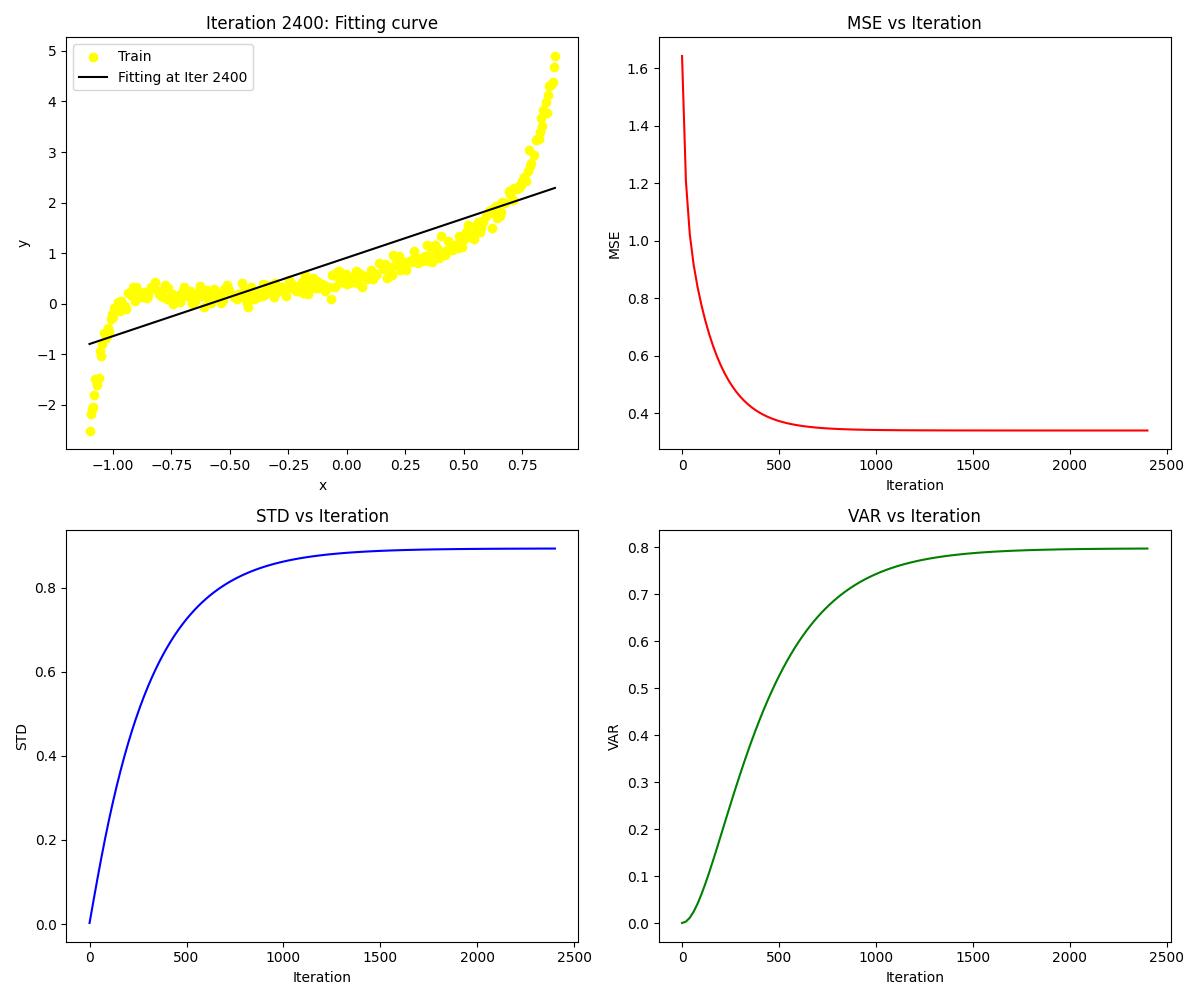 Iteration 2400: Fitting curve
Train
Fitting at Iter 2400
5
4
3
2
1
0
−1
−2
y
−1.00 −0.75 −0.50 −0.25 0.00 0.25 0.50 0.75
x
MSE vs Iteration
1.6
1.4
1.2
1.0
0.8
0.6
0.4
MSE
0 500 1000 1500 2000 2500
Iteration
STD vs Iteration
0.8
0.6
0.4
0.2
0.0
STD
0 500 1000 1500 2000 2500
Iteration
VAR vs Iteration
0.8
0.7
0.6
0.5
0.4
0.3
0.2
0.1
0.0
VAR
0 500 1000 1500 2000 2500
Iteration